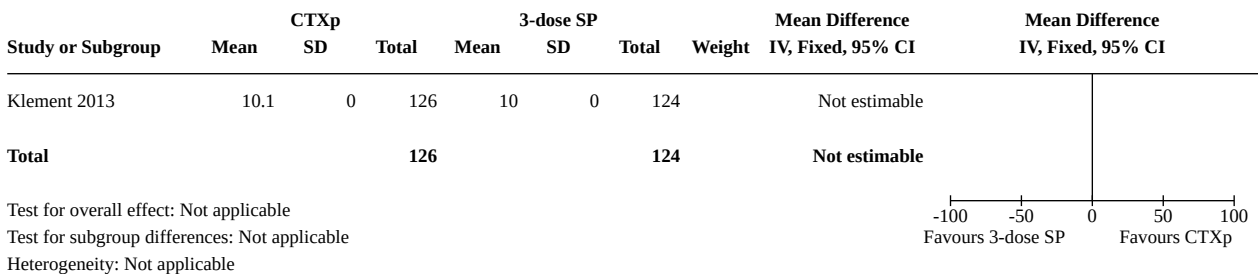 CTXp 3-dose SP Mean Difference Mean Difference
Study or Subgroup Mean SD Total Mean SD Total Weight IV, Fixed, 95% CI IV, Fixed, 95% CI
Klement 2013 10.1 0 126 10 0 124 Not estimable
Total 126 124 Not estimable
Test for overall effect: Not applicable
Test for subgroup differences: Not applicable
Heterogeneity: Not applicable
-100 -50 0 50 100
Favours 3-dose SP Favours CTXp